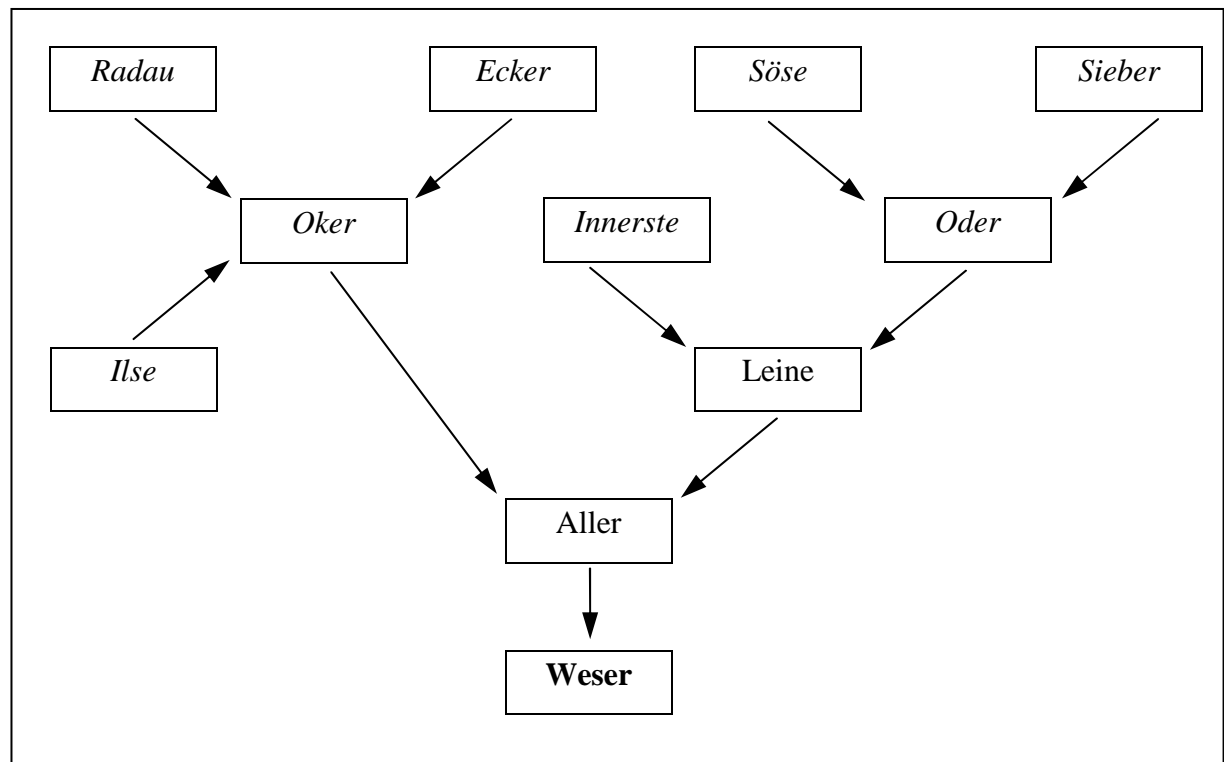 Radau
Ecker
Söse
Sieber
Oker
Innerste
Oder
Ilse
Leine
Aller
Weser